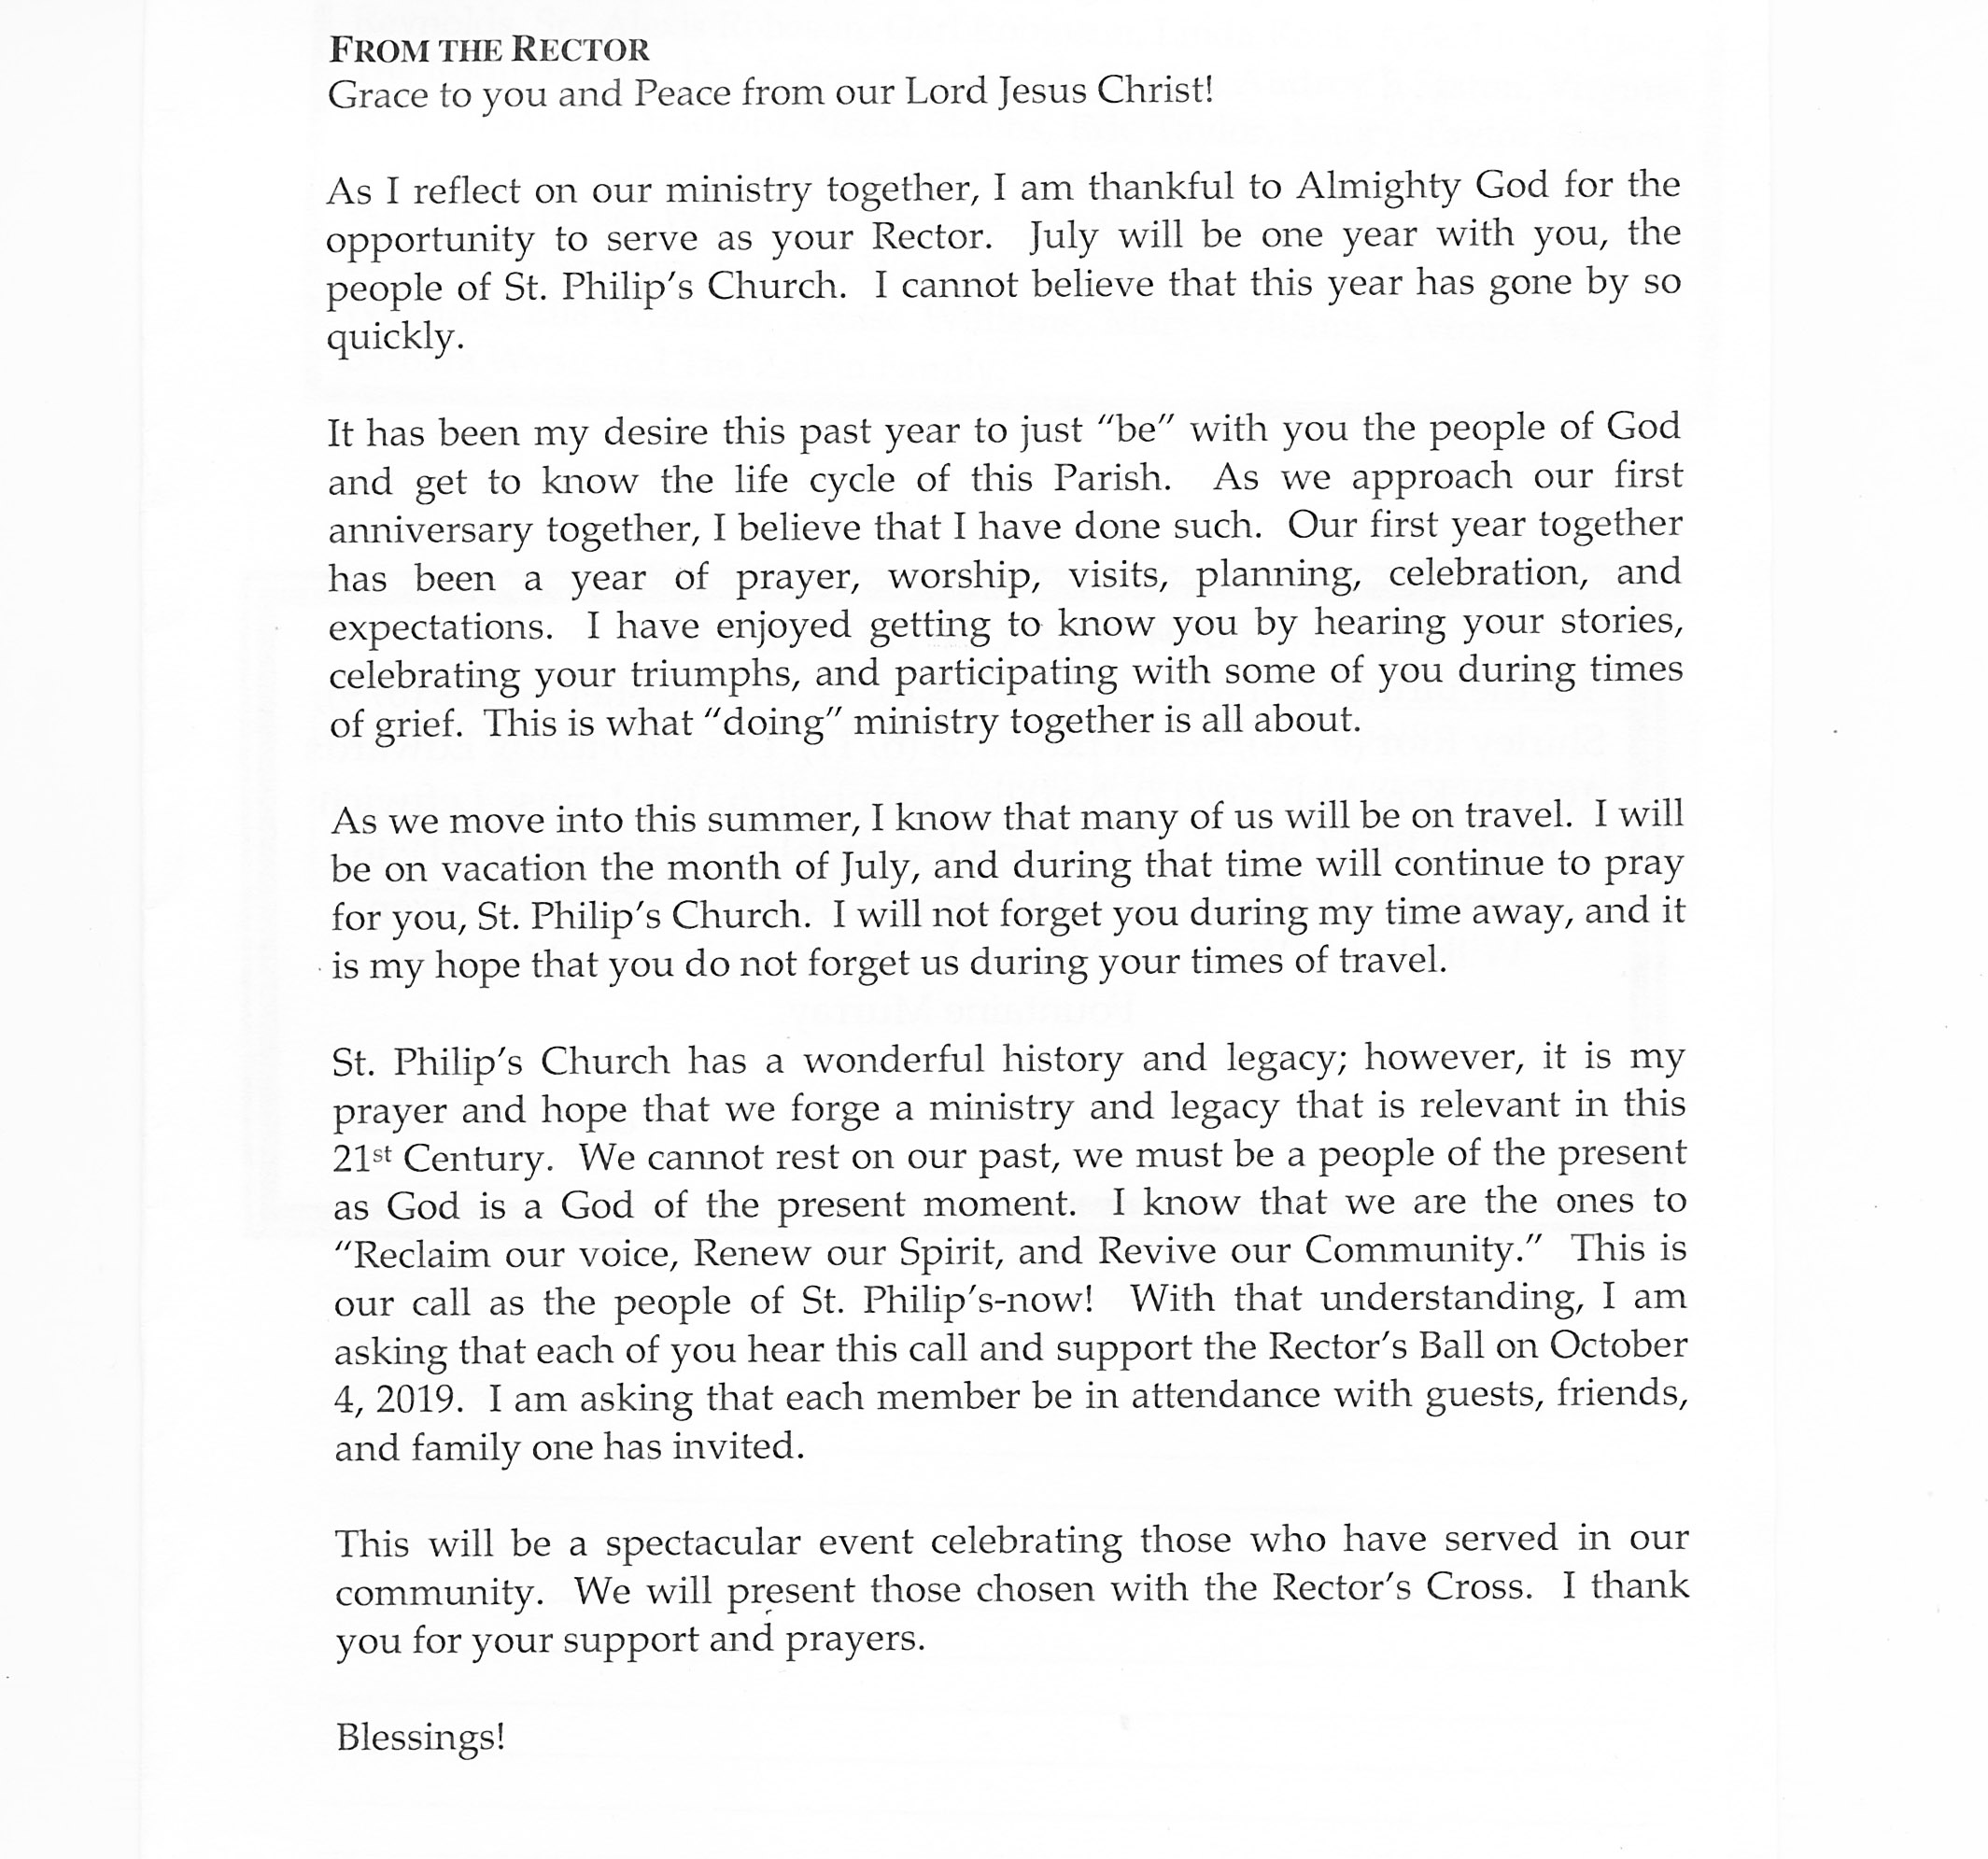 FROM THE RECTOR
Grace to you and Peace from our Lord Jesus Christ!
As I reflect on our ministry together, I am thankful to Almighty God for the
opportunity to serve as your Rector.  July will be one year with you, the
people of St. Philip's Church.  I cannot believe that this year has gone by so
quickly.
It has been my desire this past year to just “be” with you the people of God
and get to know the life cycle of this Parish.  As we approach our first
anniversary together, I believe that I have done such.  Our first year together
has been a year of prayer, worship, visits, planning, celebration, and
expectations.  I have enjoyed getting to know you by hearing your stories,
celebrating your triumphs, and participating with some of you during times
of grief.  This is what “doing” ministry together is all about.
As we move into this summer, I know that many of us will be on travel.  I will
be on vacation the month of July, and during that time will continue to pray
for you, St. Philip's Church.  I will not forget you during my time away, and it
is my hope that you do not forget us during your times of travel.
St. Philip's Church has a wonderful history and legacy; however, it is my
prayer and hope that we forge a ministry and legacy that is relevant in this
21st Century.  We cannot rest on our past, we must be a people of the present
as God is a God of the present moment.  I know that we are the ones to
“Reclaim our voice, Renew our Spirit, and Revive our Community.”  This is
our call as the people of St. Philip's-now!  With that understanding, I am
asking that each of you hear this call and support the Rector's Ball on October
4, 2019.  I am asking that each member be in attendance with guests, friends,
and family one has invited.
This will be a spectacular event celebrating those who have served in our
community.  We will present those chosen with the Rector's Cross.  I thank
you for your support and prayers.
Blessings!